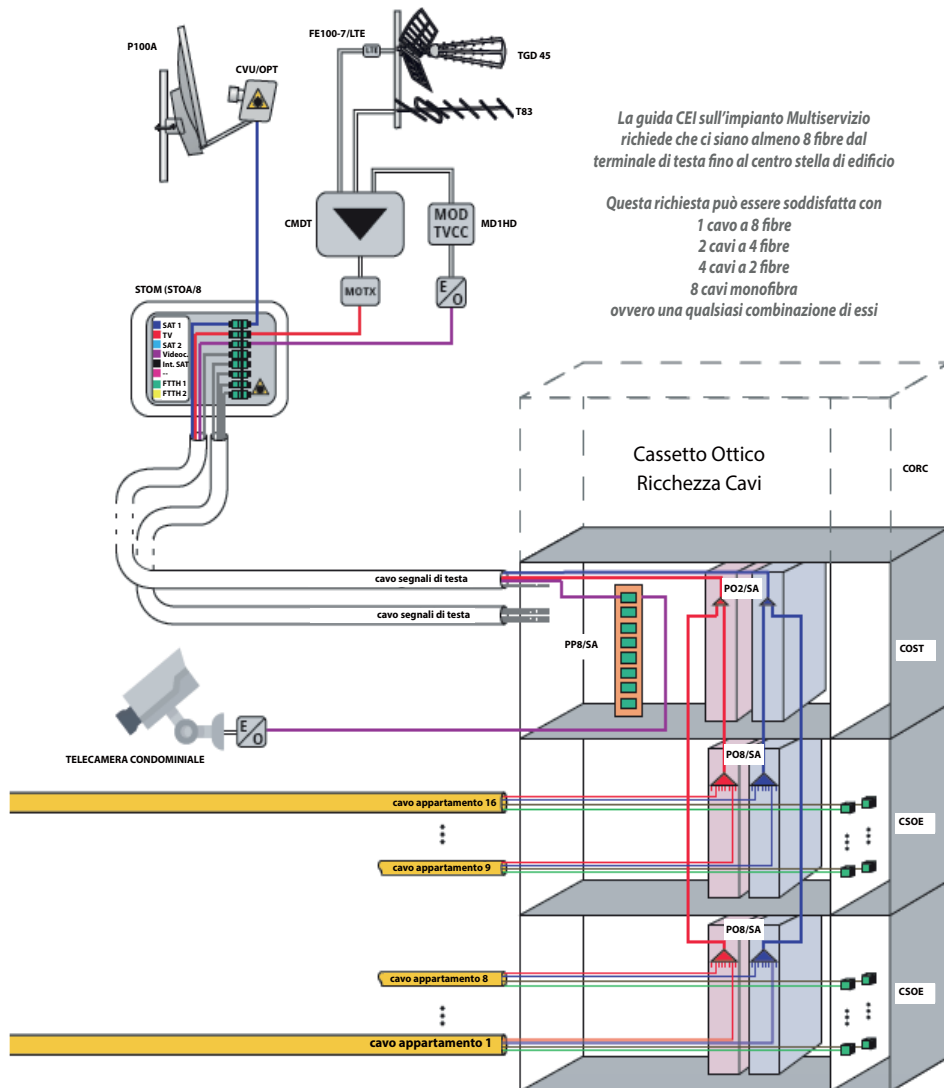 P100A
CVU/OPT
FE100-7/LTE
LTE
TGD 45
T83
La guida CEI sull'impianto Multiservizio
richiede che ci siano almeno 8 fibre dal
terminale di testa fino al centro stella di edificio
Questa richiesta può essere soddisfatta con
1 cavo a 8 fibre
2 cavi a 4 fibre
4 cavi a 2 fibre
8 cavi monofibra
ovvero una qualsiasi combinazione di essi
CMDT
MOD
TVCC
MD1HD
MOTX
E/O
STOM (STOA/8
SAT 1
TV
SAT 2
Videoc.
Int. SAT
--
FTTH 1
FTTH 2
Cassetto Ottico
Ricchezza Cavi
CORC
cavo segnali di testa
cavo segnali di testa
PO2/SA
PP8/SA
COST
E/O
TELECAMERA CONDOMINIALE
PO8/SA
cavo appartamento 16
CSOE
cavo appartamento 9
PO8/SA
cavo appartamento 8
CSOE
cavo appartamento 1